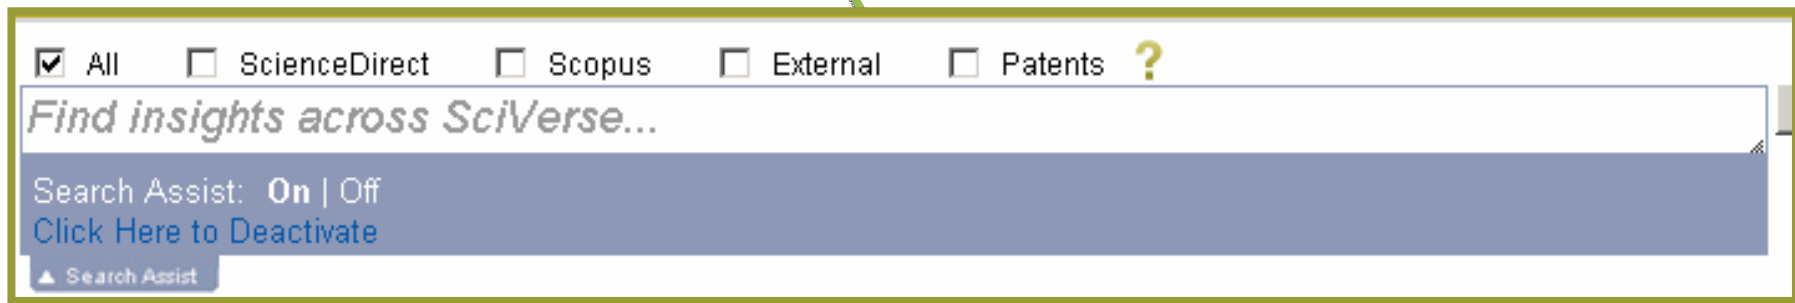 All ScienceDirect Scopus External Patents ?
Find insights across SciVerse...
Search Assist: On | Off
Click Here to Deactivate
Search Assist